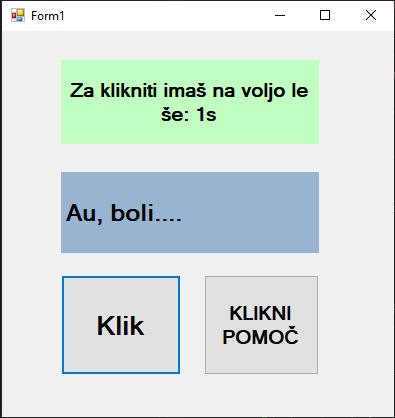 Form1
Za klikniti imaš na voljo le
še: 1s
Au, boli....
Klik
KLIKNI
POMOČ